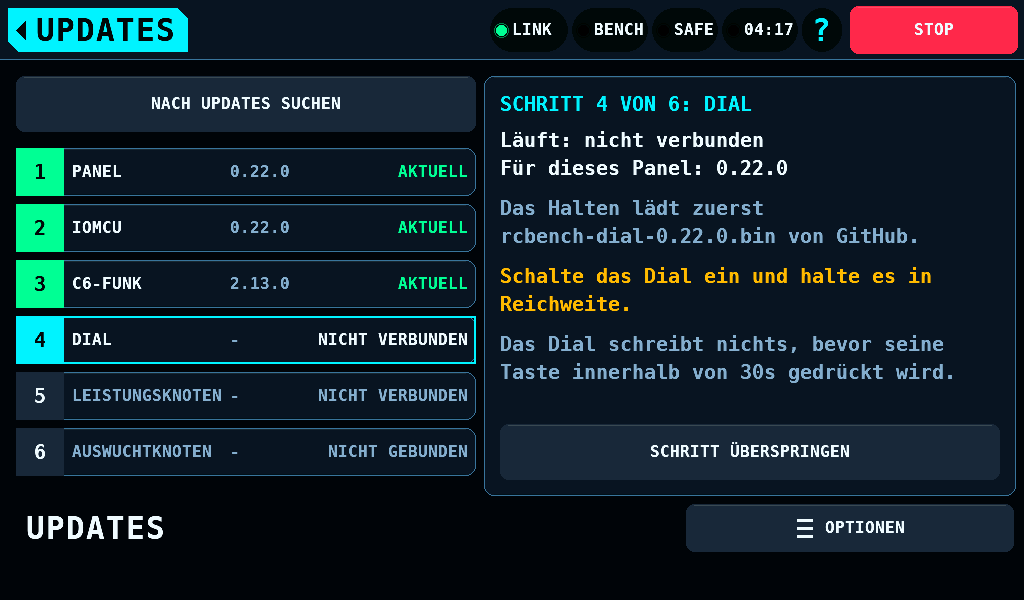 UPDATES
LINK
BENCH
SAFE
04:17
?
STOP
NACH UPDATES SUCHEN
1 PANEL 0.22.0 AKTUELL
2 IOMCU 0.22.0 AKTUELL
3 C6-FUNK 2.13.0 AKTUELL
4 DIAL - NICHT VERBUNDEN
5 LEISTUNGSKNOTEN - NICHT VERBUNDEN
6 AUSWUCHTKNOTEN - NICHT GEBUNDEN
SCHRITT 4 VON 6: DIAL
Läuft: nicht verbunden
Für dieses Panel: 0.22.0
Das Halten lädt zuerst
rcbench-dial-0.22.0.bin von GitHub.
Schalte das Dial ein und halte es in
Reichweite.
Das Dial schreibt nichts, bevor seine
Taste innerhalb von 30s gedrückt wird.
SCHRITT ÜBERSPRINGEN
UPDATES
OPTIONEN